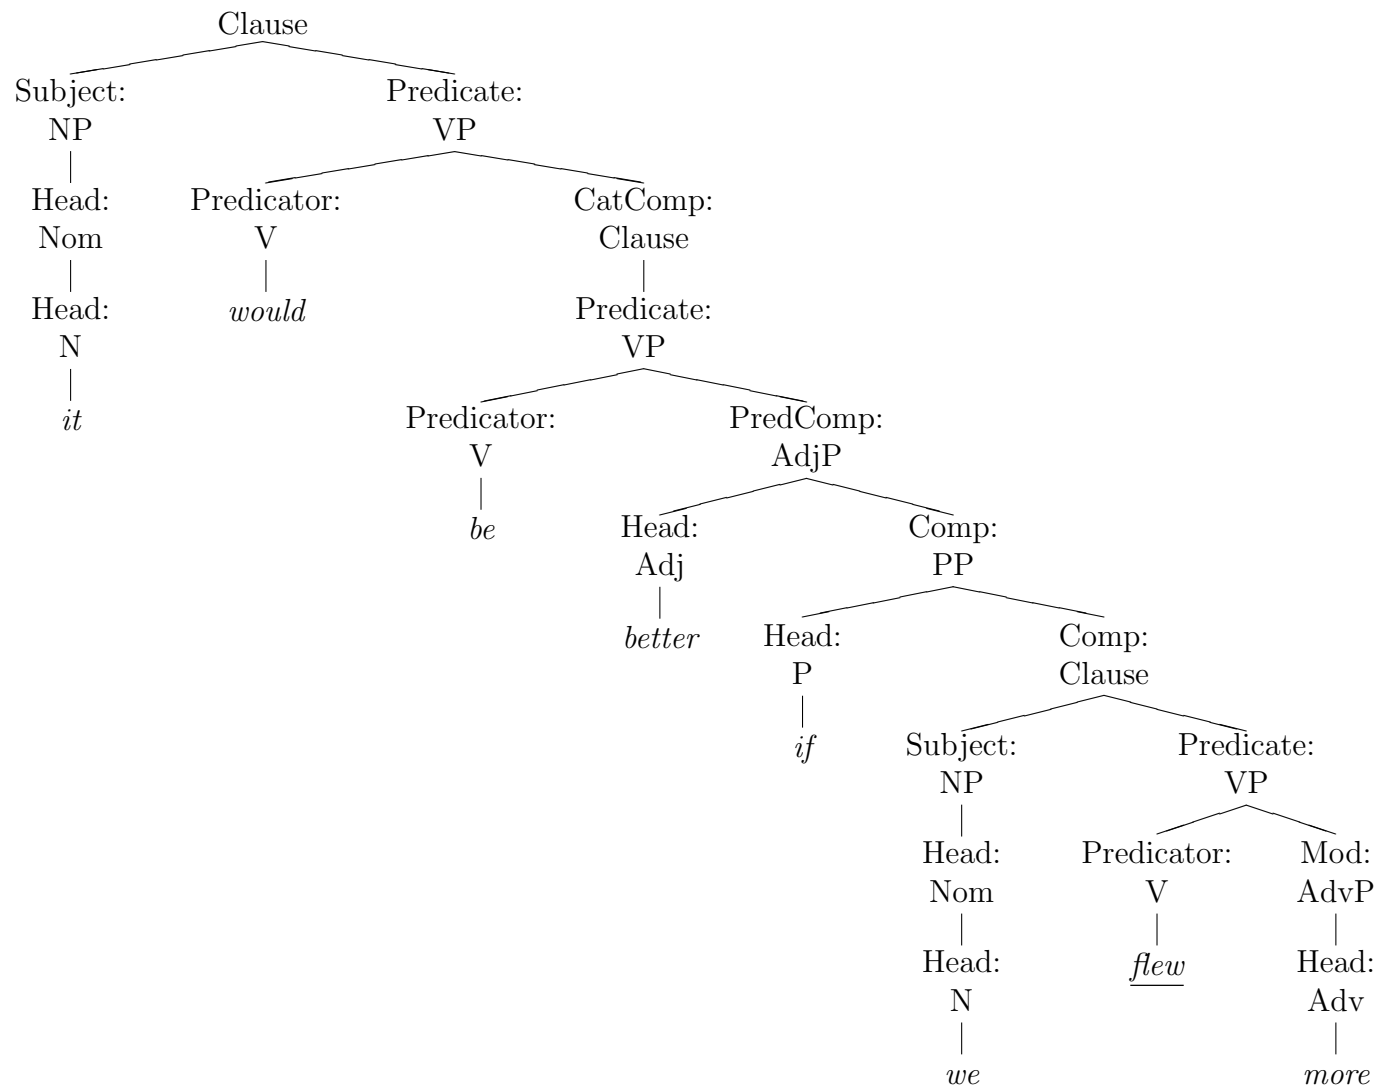 Clause
Subject: Predicate:
NP VP
Head: Predicator: CatComp:
Nom V Clause
Head: would Predicate:
N VP
it Predicator: PredComp:
V AdjP
be Head: Comp:
Adj PP
better Head: Comp:
P Clause
if Subject: Predicate:
NP VP
Head: Predicator: Mod:
Nom V AdvP
Head: flew Head:
N Adv
we more